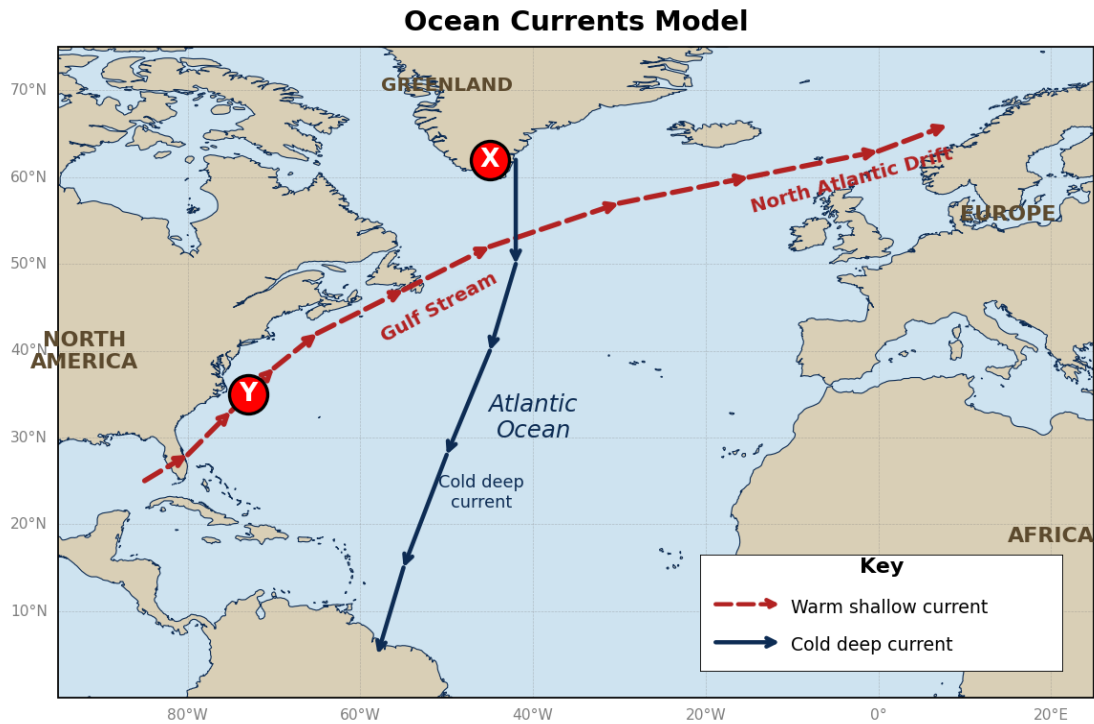 Ocean Currents Model
70°N
60°N
50°N
40°N
30°N
20°N
10°N
GREENLAND
X
North Atlantic Drift
EUROPE
Gulf Stream
NORTH
AMERICA
Y
Atlantic
Ocean
Cold deep
current
AFRICA
Key
Warm shallow current
Cold deep current
80°W
60°W
40°W
20°W
0°
20°E